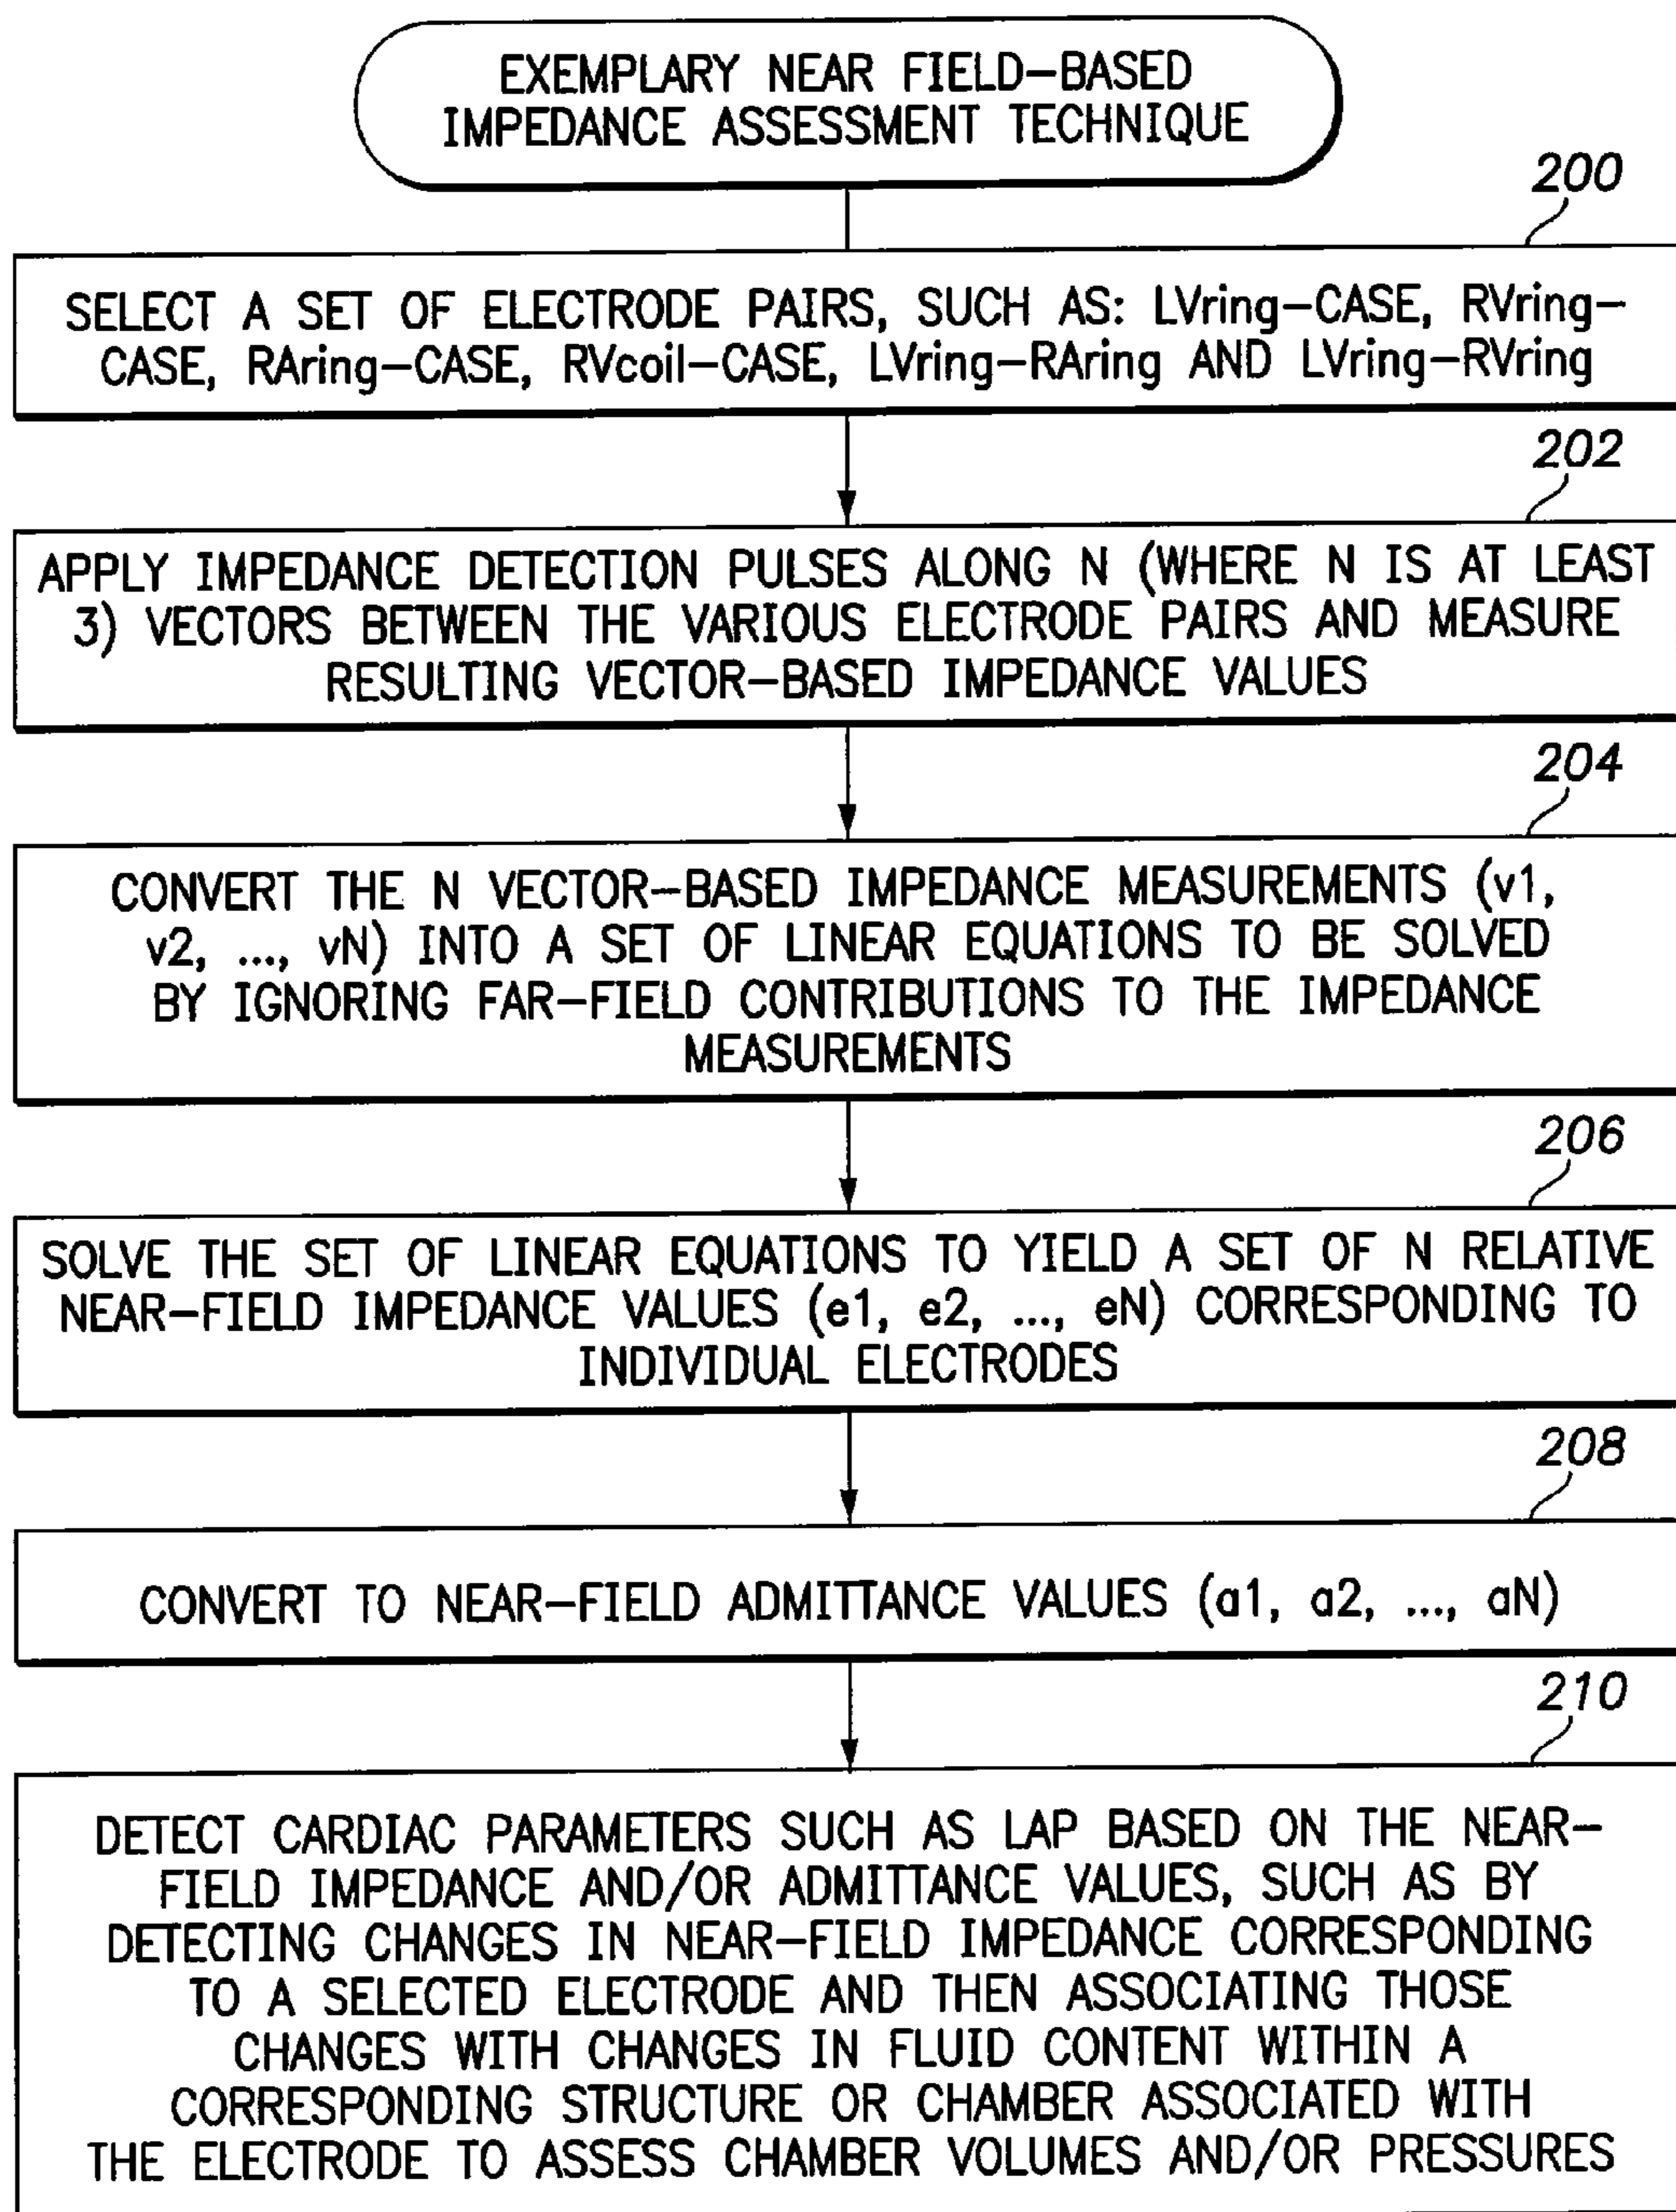 EXEMPLARY NEAR FIELD-BASED
IMPEDANCE ASSESSMENT TECHNIQUE
200
SELECT A SET OF ELECTRODE PAIRS, SUCH AS: LVring-CASE, RVring-
CASE, RAring-CASE, RVcoil-CASE, LVring-RAring AND LVring-RVring
202
APPLY IMPEDANCE DETECTION PULSES ALONG N (WHERE N IS AT LEAST
3) VECTORS BETWEEN THE VARIOUS ELECTRODE PAIRS AND MEASURE
RESULTING VECTOR-BASED IMPEDANCE VALUES
204
CONVERT THE N VECTOR-BASED IMPEDANCE MEASUREMENTS (v1,
v2, ..., vN) INTO A SET OF LINEAR EQUATIONS TO BE SOLVED
BY IGNORING FAR-FIELD CONTRIBUTIONS TO THE IMPEDANCE
MEASUREMENTS
206
SOLVE THE SET OF LINEAR EQUATIONS TO YIELD A SET OF N RELATIVE
NEAR-FIELD IMPEDANCE VALUES (e1, e2, ..., eN) CORRESPONDING TO
INDIVIDUAL ELECTRODES
208
CONVERT TO NEAR-FIELD ADMITTANCE VALUES (a1, a2, ..., aN)
210
DETECT CARDIAC PARAMETERS SUCH AS LAP BASED ON THE NEAR-
FIELD IMPEDANCE AND/OR ADMITTANCE VALUES, SUCH AS BY
DETECTING CHANGES IN NEAR-FIELD IMPEDANCE CORRESPONDING
TO A SELECTED ELECTRODE AND THEN ASSOCIATING THOSE
CHANGES WITH CHANGES IN FLUID CONTENT WITHIN A
CORRESPONDING STRUCTURE OR CHAMBER ASSOCIATED WITH
THE ELECTRODE TO ASSESS CHAMBER VOLUMES AND/OR PRESSURES